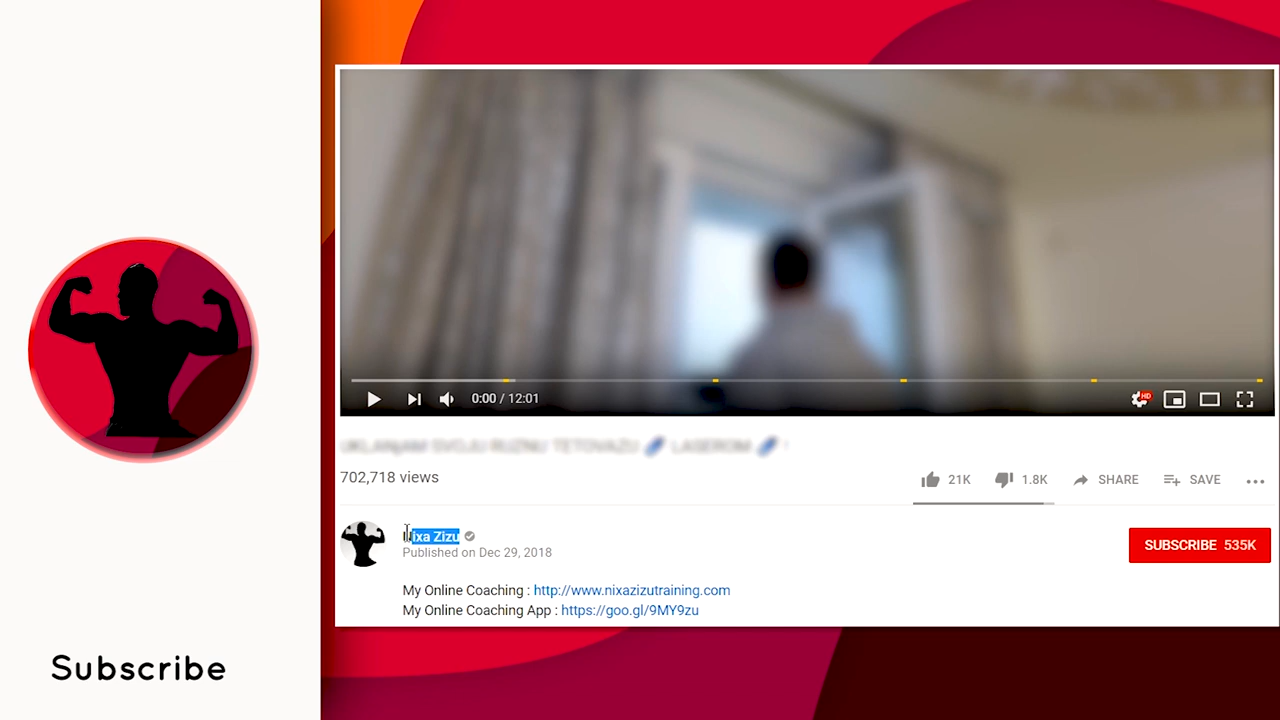 0:00 / 12:01
HD
702,718 views
21K 1.8K SHARE SAVE
Nixa Zizu
Published on Dec 29, 2018
SUBSCRIBE 535K
My Online Coaching : http://www.nixazizutraining.com
My Online Coaching App : https://goo.gl/9MY9zu
Subscribe